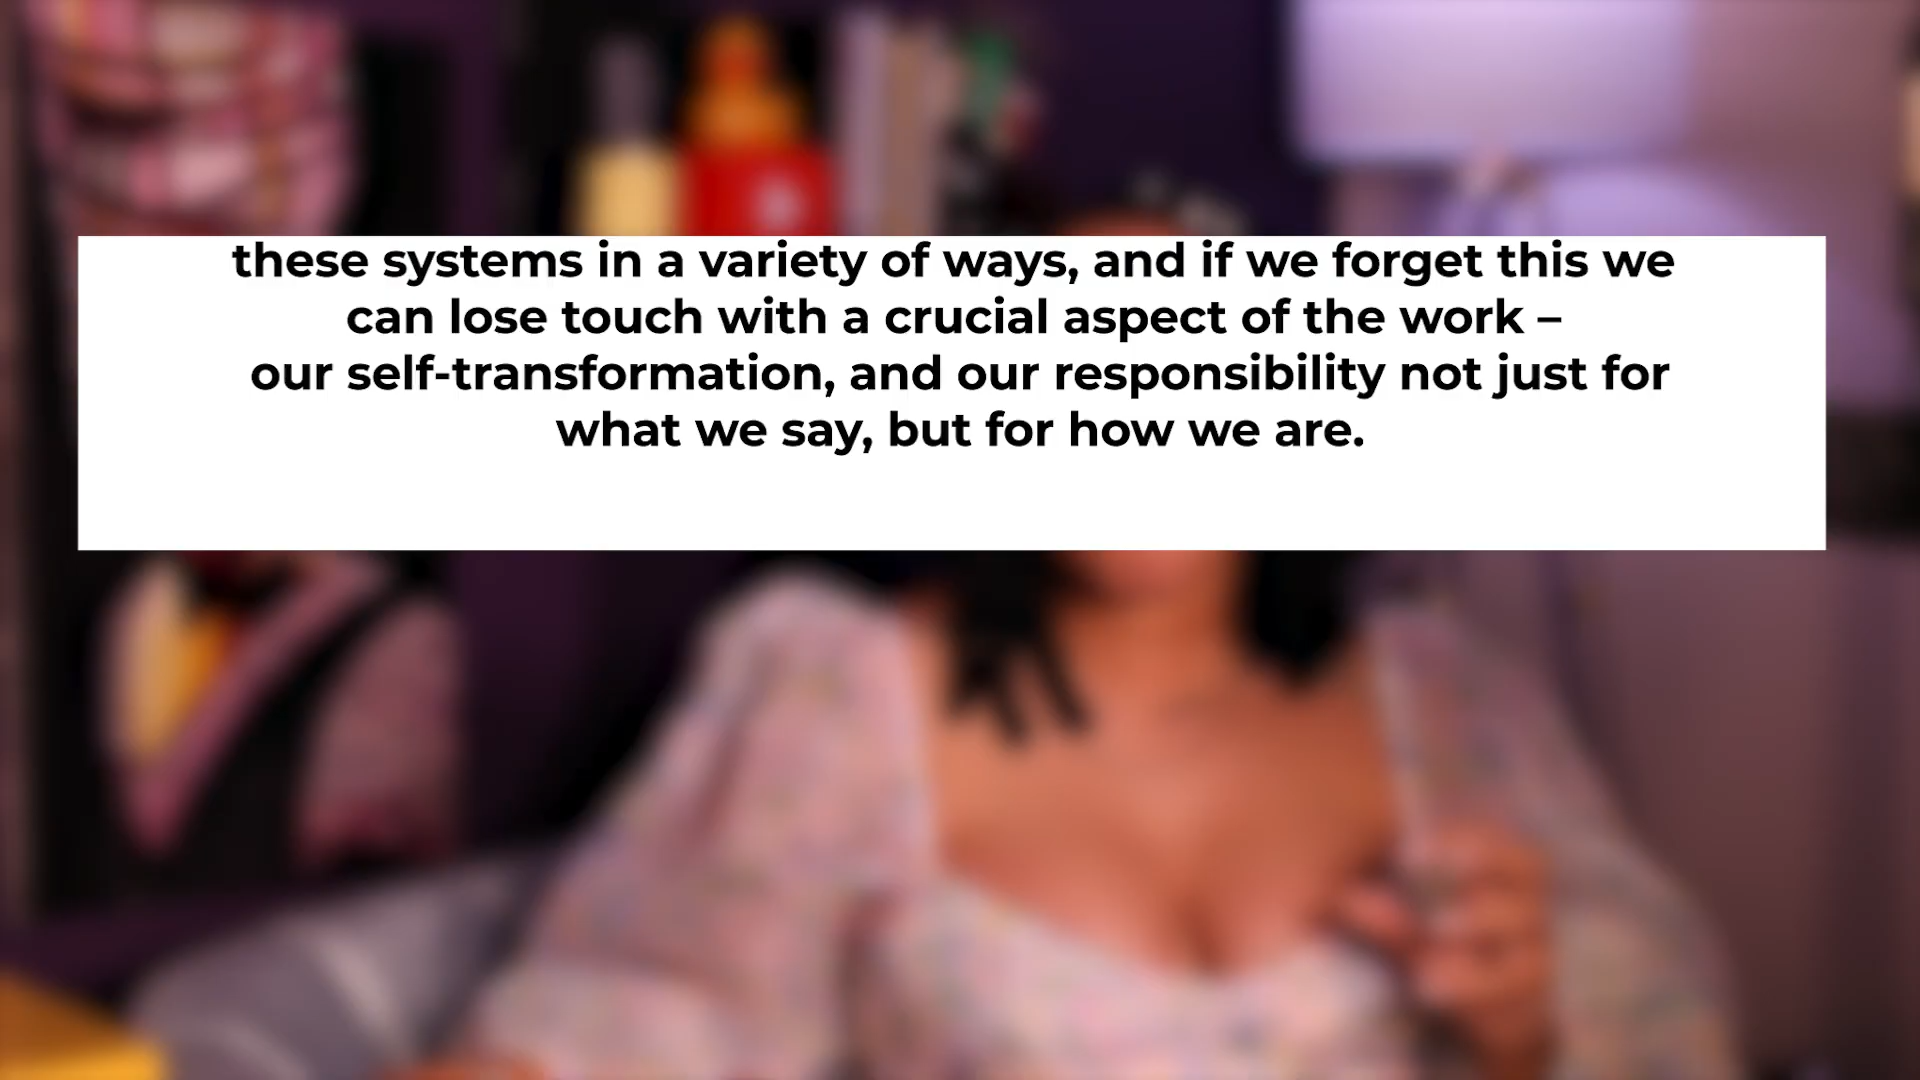 these systems in a variety of ways, and if we forget this we
can lose touch with a crucial aspect of the work –
our self-transformation, and our responsibility not just for
what we say, but for how we are.